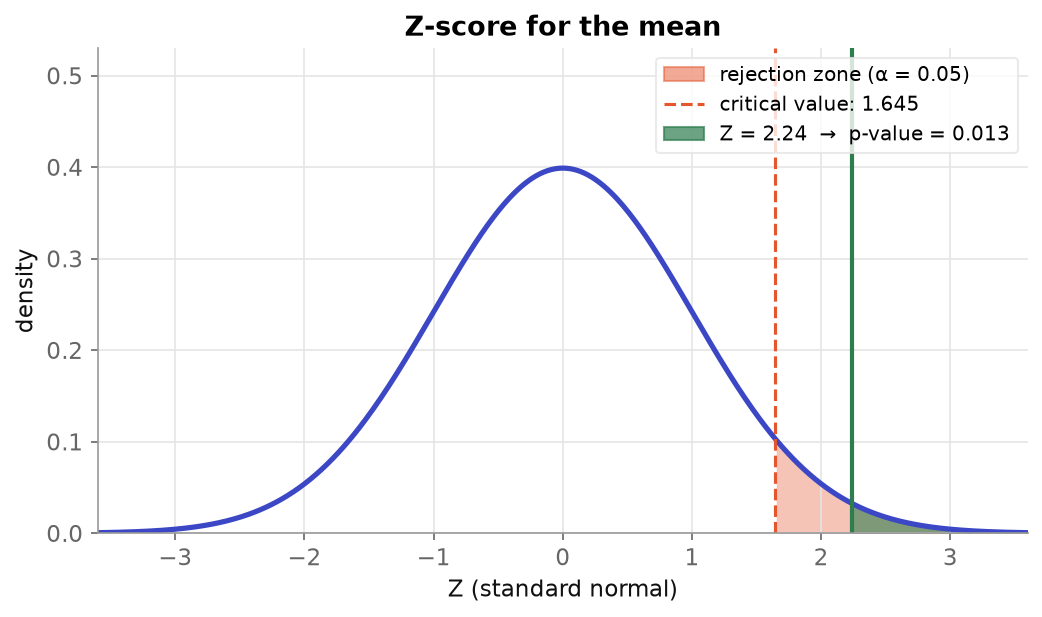 Z-score for the mean
rejection zone (α = 0.05)
critical value: 1.645
Z = 2.24 → p-value = 0.013
density
0.5
0.4
0.3
0.2
0.1
0.0
−3
−2
−1
0
1
2
3
Z (standard normal)